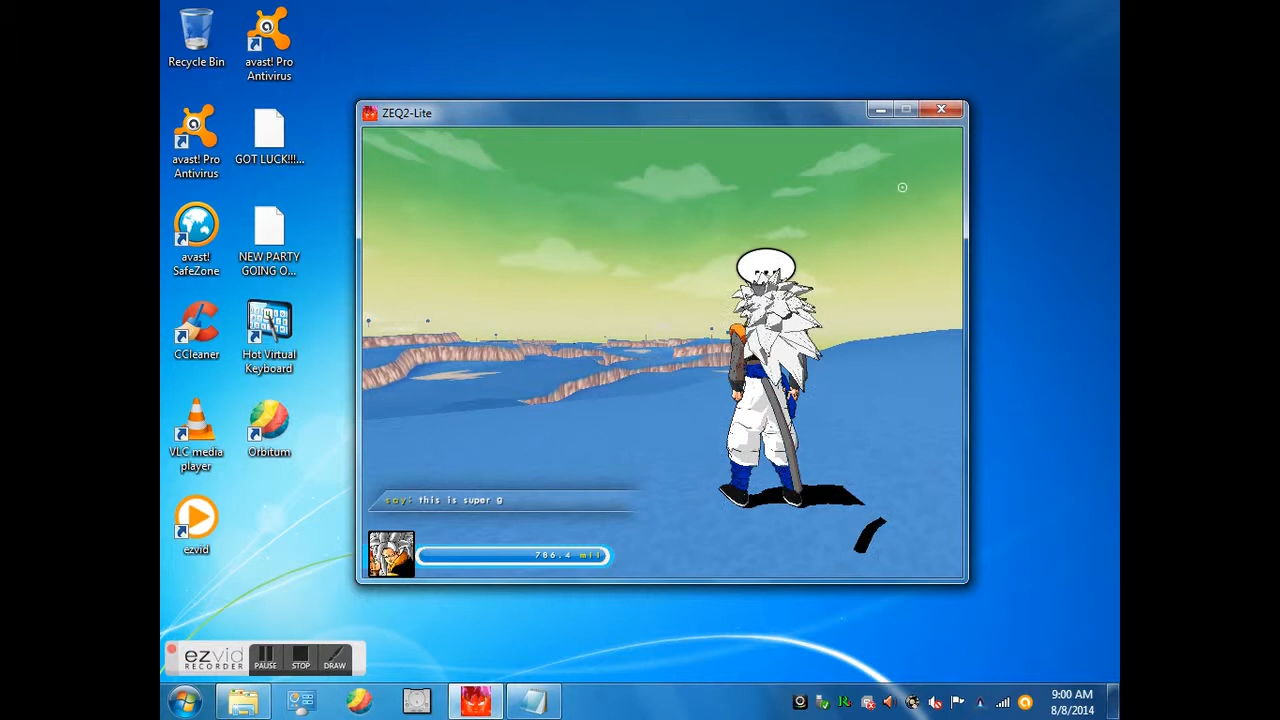 Recycle Bin
avast! Pro
Antivirus
avast! Pro
Antivirus
GOT LUCK!!!...
avast!
SafeZone
NEW PARTY
GOING O...
CCleaner
Hot Virtual
Keyboard
VLC media
player
Orbitum
ezvid
ZEQ2-Lite
...
say: this is super g
786.4 mil
ezvid
RECORDER
PAUSE
STOP
DRAW
9:00 AM
8/8/2014